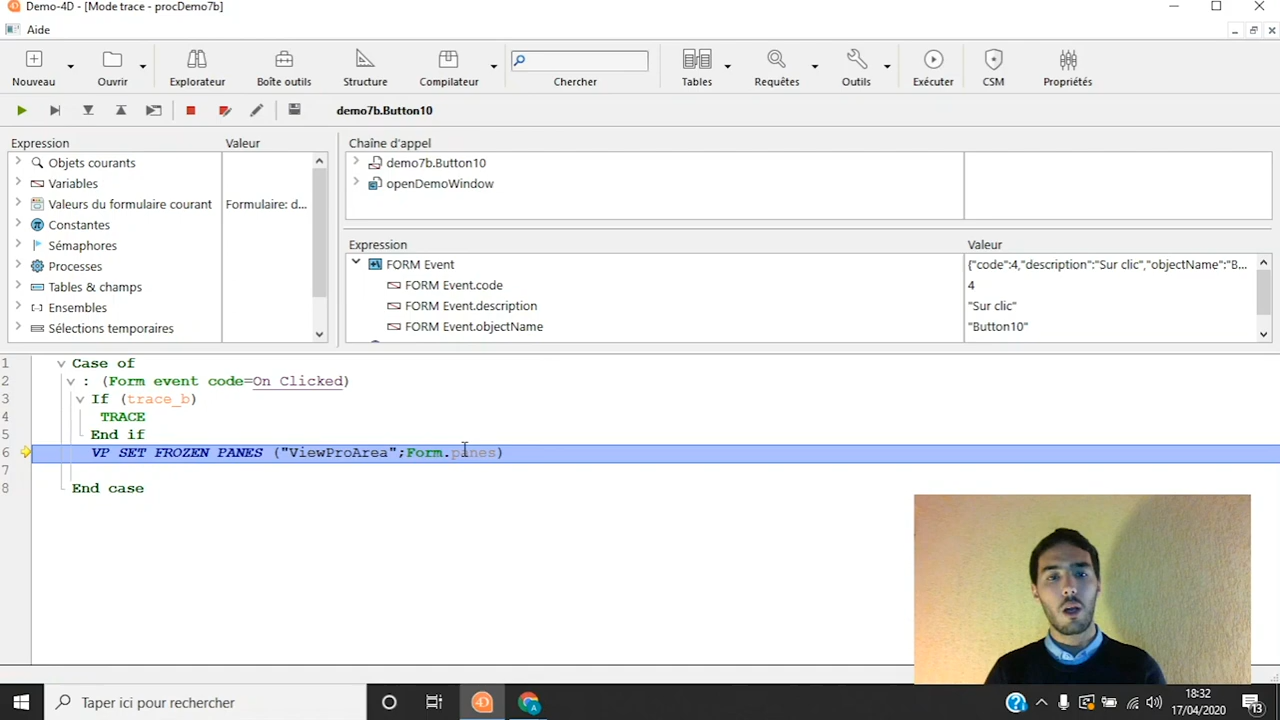 Demo-4D - [Mode trace - procDemo7b]
Aide
Nouveau Ouvrir Explorateur Boîte outils Structure Compilateur Chercher Tables Requêtes Outils Exécuter CSM Propriétés
demo7b.Button10
Expression Valeur
Objets courants
Variables
Valeurs du formulaire courant Formulaire: d...
Constantes
Sémaphores
Processes
Tables & champs
Ensembles
Sélections temporaires
Chaîne d'appel
demo7b.Button10
openDemoWindow
Expression Valeur
FORM Event {"code":4,"description":"Sur clic","objectName":"B...
FORM Event.code 4
FORM Event.description "Sur clic"
FORM Event.objectName "Button10"
1 Case of
2 : (Form event code=On Clicked)
3 If (trace_b)
4 TRACE
5 End if
6 VP SET FROZEN PANES ("ViewProArea";Form.panes)
7
8 End case
Taper ici pour rechercher
18:32
17/04/2020
13